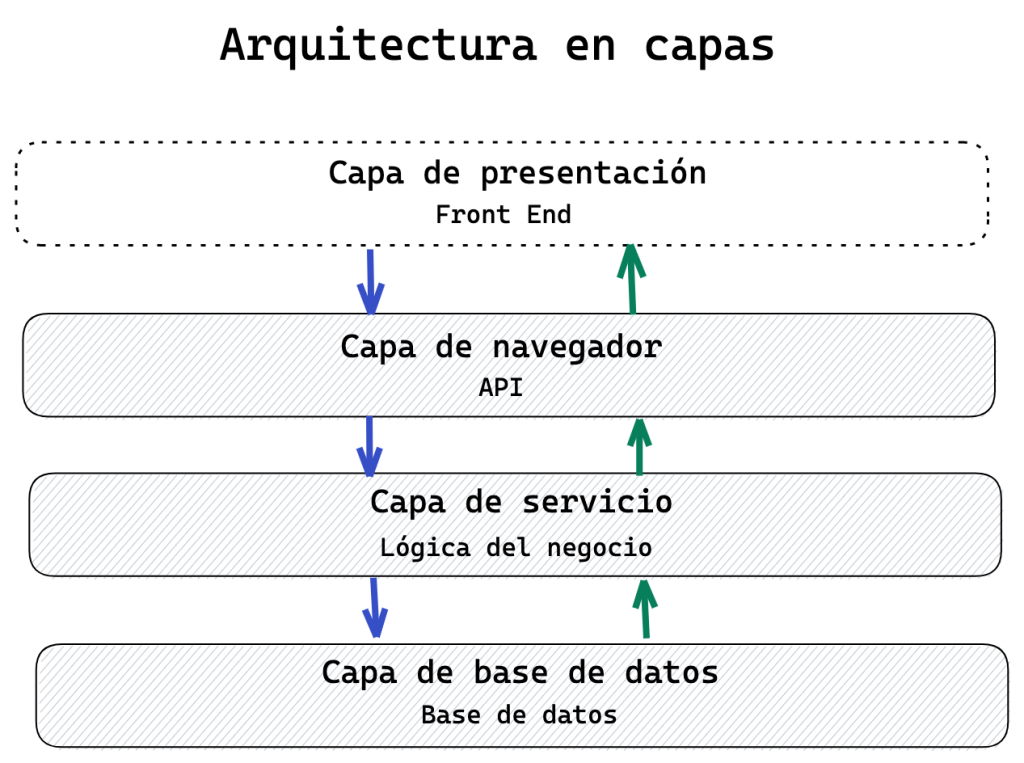 Arquitectura en capas
Capa de presentación
Front End
Capa de navegador
API
Capa de servicio
Lógica del negocio
Capa de base de datos
Base de datos